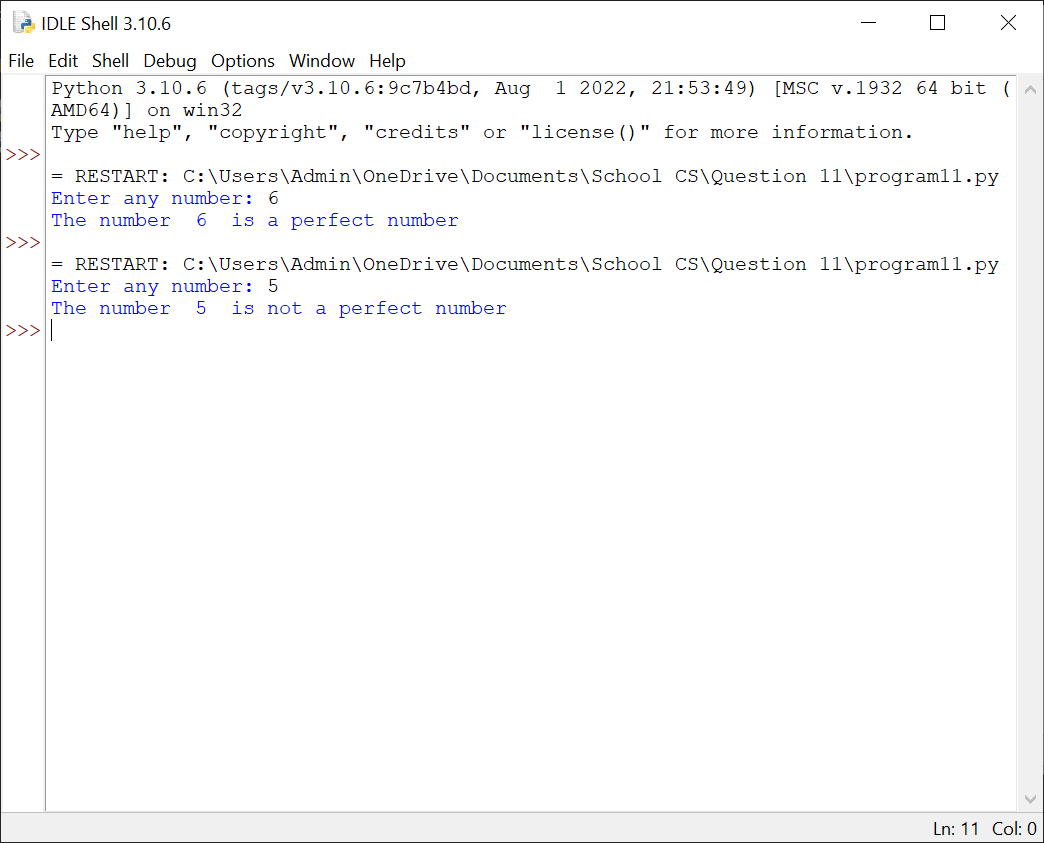 IDLE Shell 3.10.6
File Edit Shell Debug Options Window Help
Python 3.10.6 (tags/v3.10.6:9c7b4bd, Aug  1 2022, 21:53:49) [MSC v.1932 64 bit (
AMD64)] on win32
Type "help", "copyright", "credits" or "license()" for more information.
>>>
= RESTART: C:\Users\Admin\OneDrive\Documents\School CS\Question 11\program11.py
Enter any number: 6
The number  6  is a perfect number
>>>
= RESTART: C:\Users\Admin\OneDrive\Documents\School CS\Question 11\program11.py
Enter any number: 5
The number  5  is not a perfect number
>>>
Ln: 11 Col: 0